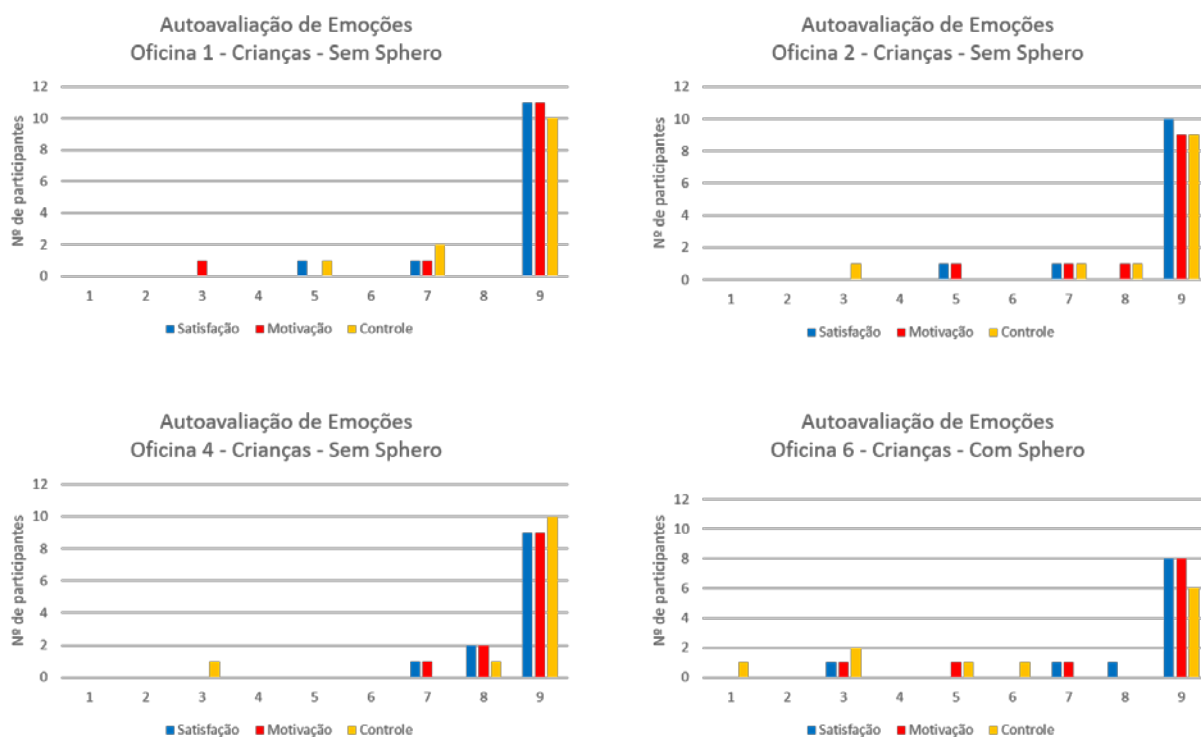 Autoavaliação de Emoções
Oficina 1 - Crianças - Sem Sphero
Nº de participantes
12
10
8
6
4
2
0
1 2 3 4 5 6 7 8 9
Satisfação Motivação Controle
Autoavaliação de Emoções
Oficina 2 - Crianças - Sem Sphero
Nº de participantes
12
10
8
6
4
2
0
1 2 3 4 5 6 7 8 9
Satisfação Motivação Controle
Autoavaliação de Emoções
Oficina 4 - Crianças - Sem Sphero
Nº de participantes
12
10
8
6
4
2
0
1 2 3 4 5 6 7 8 9
Satisfação Motivação Controle
Autoavaliação de Emoções
Oficina 6 - Crianças - Com Sphero
Nº de participantes
12
10
8
6
4
2
0
1 2 3 4 5 6 7 8 9
Satisfação Motivação Controle